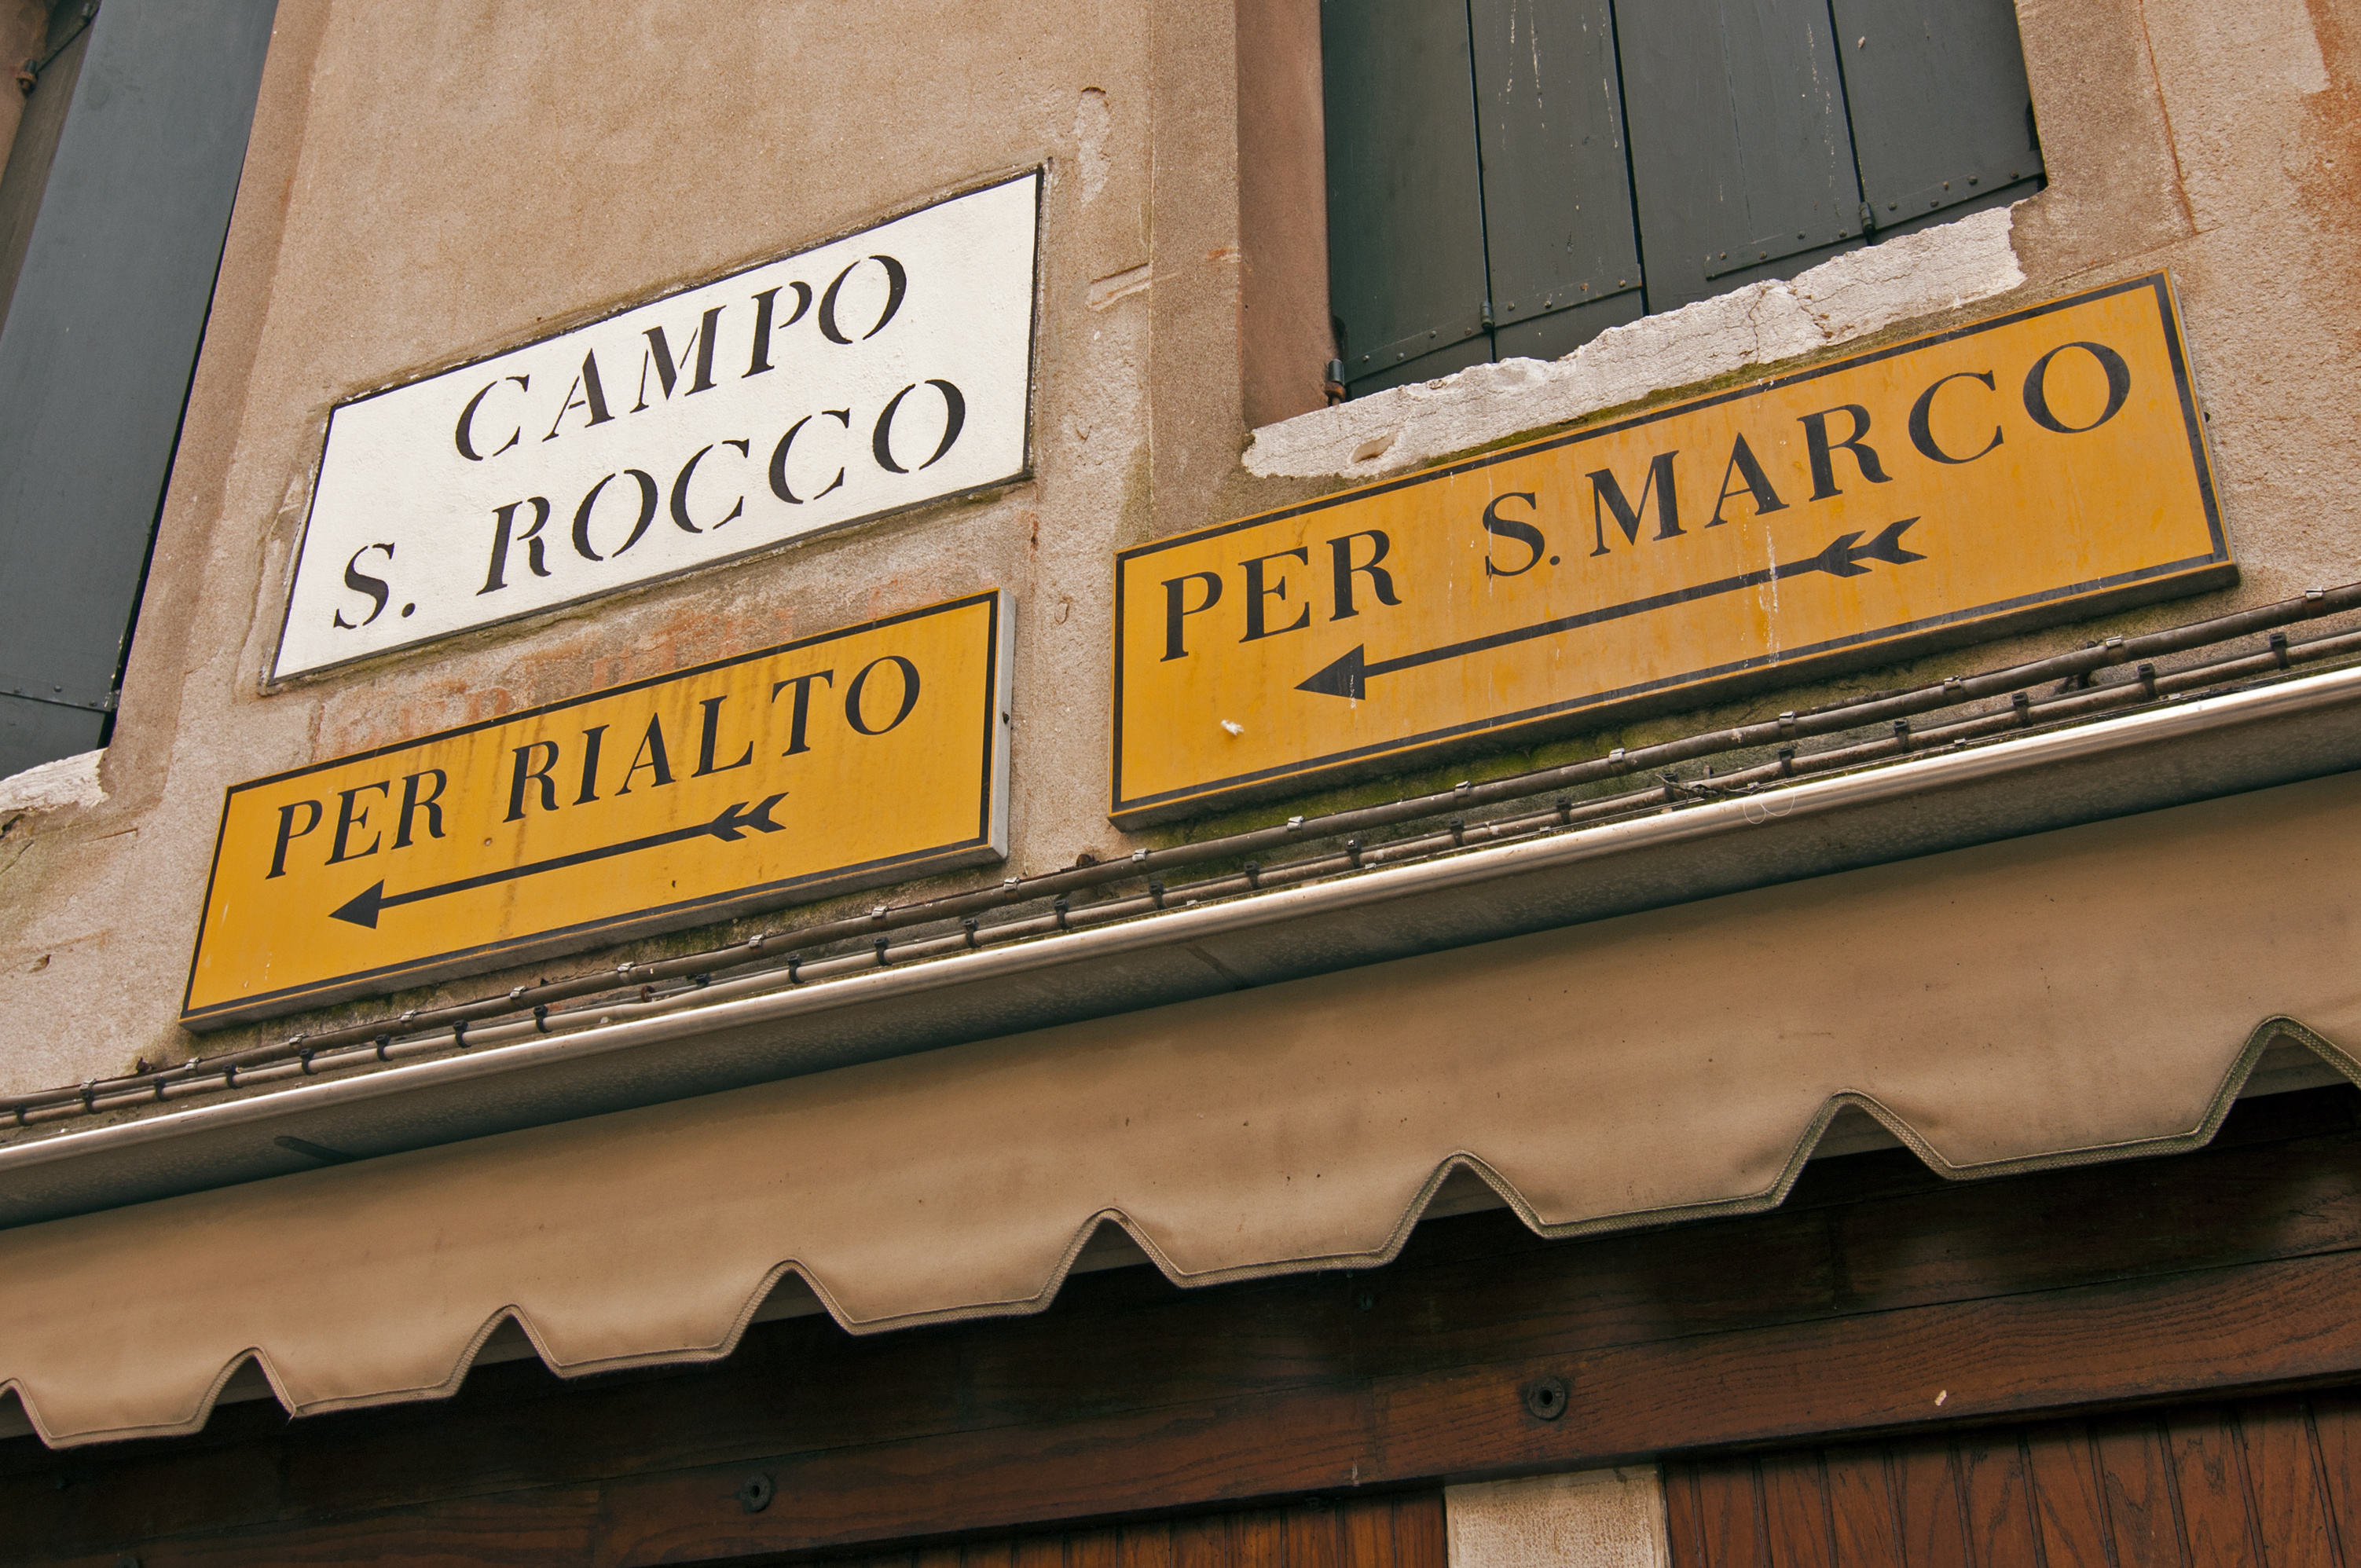 CAMPO
S. ROCCO
PER RIALTO
PER S. MARCO